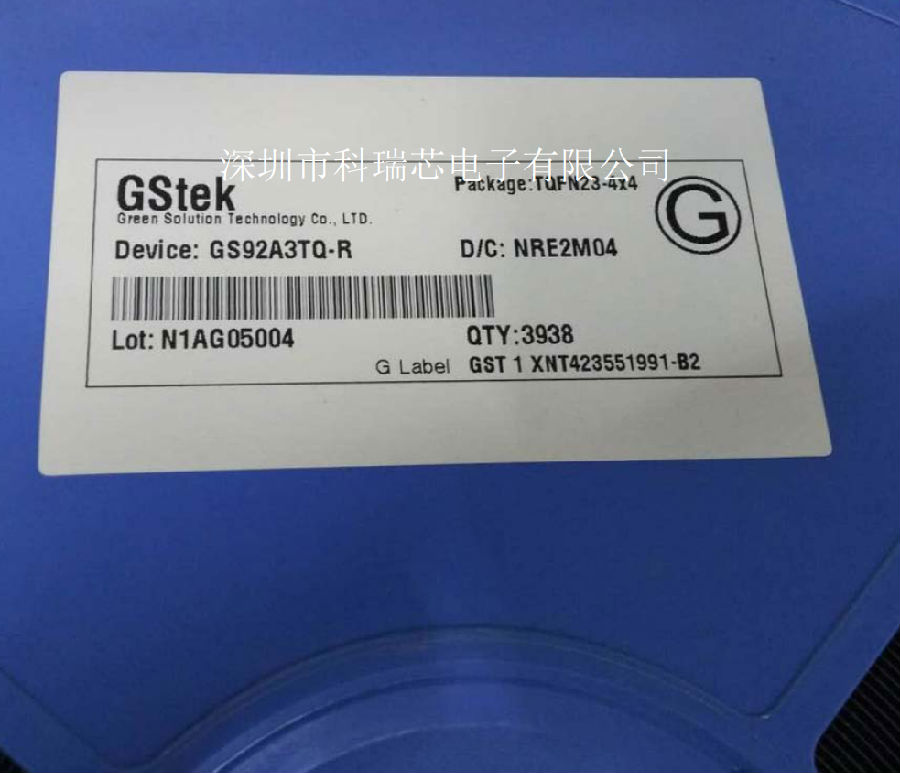 深圳市科瑞芯电子有限公司
GStek
Package:TQFN23-4x4
G
Green Solution Technology Co., LTD.
Device: GS92A3TQ-R
D/C: NRE2M04
Lot: N1AG05004
QTY:3938
G Label GST 1 XNT423551991-B2